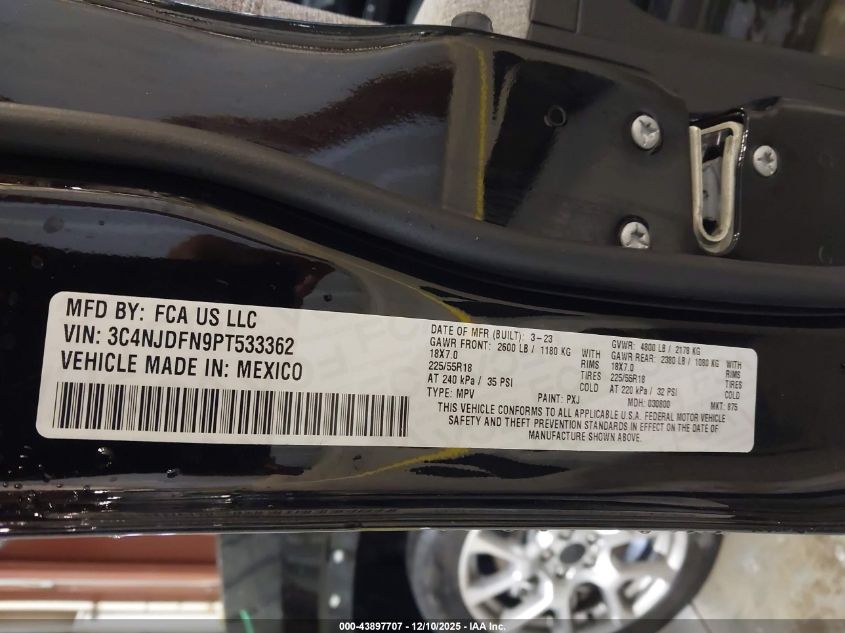 MFD BY: FCA US LLC
VIN: 3C4NJDFN9PT533362
VEHICLE MADE IN: MEXICO
DATE OF MFR (BUILT): 3-23
GVWR: 4800 LB / 2178 KG
GAWR FRONT: 2600 LB / 1180 KG WITH
GAWR REAR: 2380 LB / 1080 KG WITH
18X7.0 RIMS
18X7.0 RIMS
225/55R18 TIRES
225/55R18 TIRES
AT 240 kPa / 35 PSI COLD
AT 220 kPa / 32 PSI COLD
TYPE: MPV PAINT: PXJ MDH: 030800 MKT: 875
THIS VEHICLE CONFORMS TO ALL APPLICABLE U.S.A. FEDERAL MOTOR VEHICLE
SAFETY AND THEFT PREVENTION STANDARDS IN EFFECT ON THE DATE OF
MANUFACTURE SHOWN ABOVE.
000-43897707 - 12/10/2025 - IAA Inc.